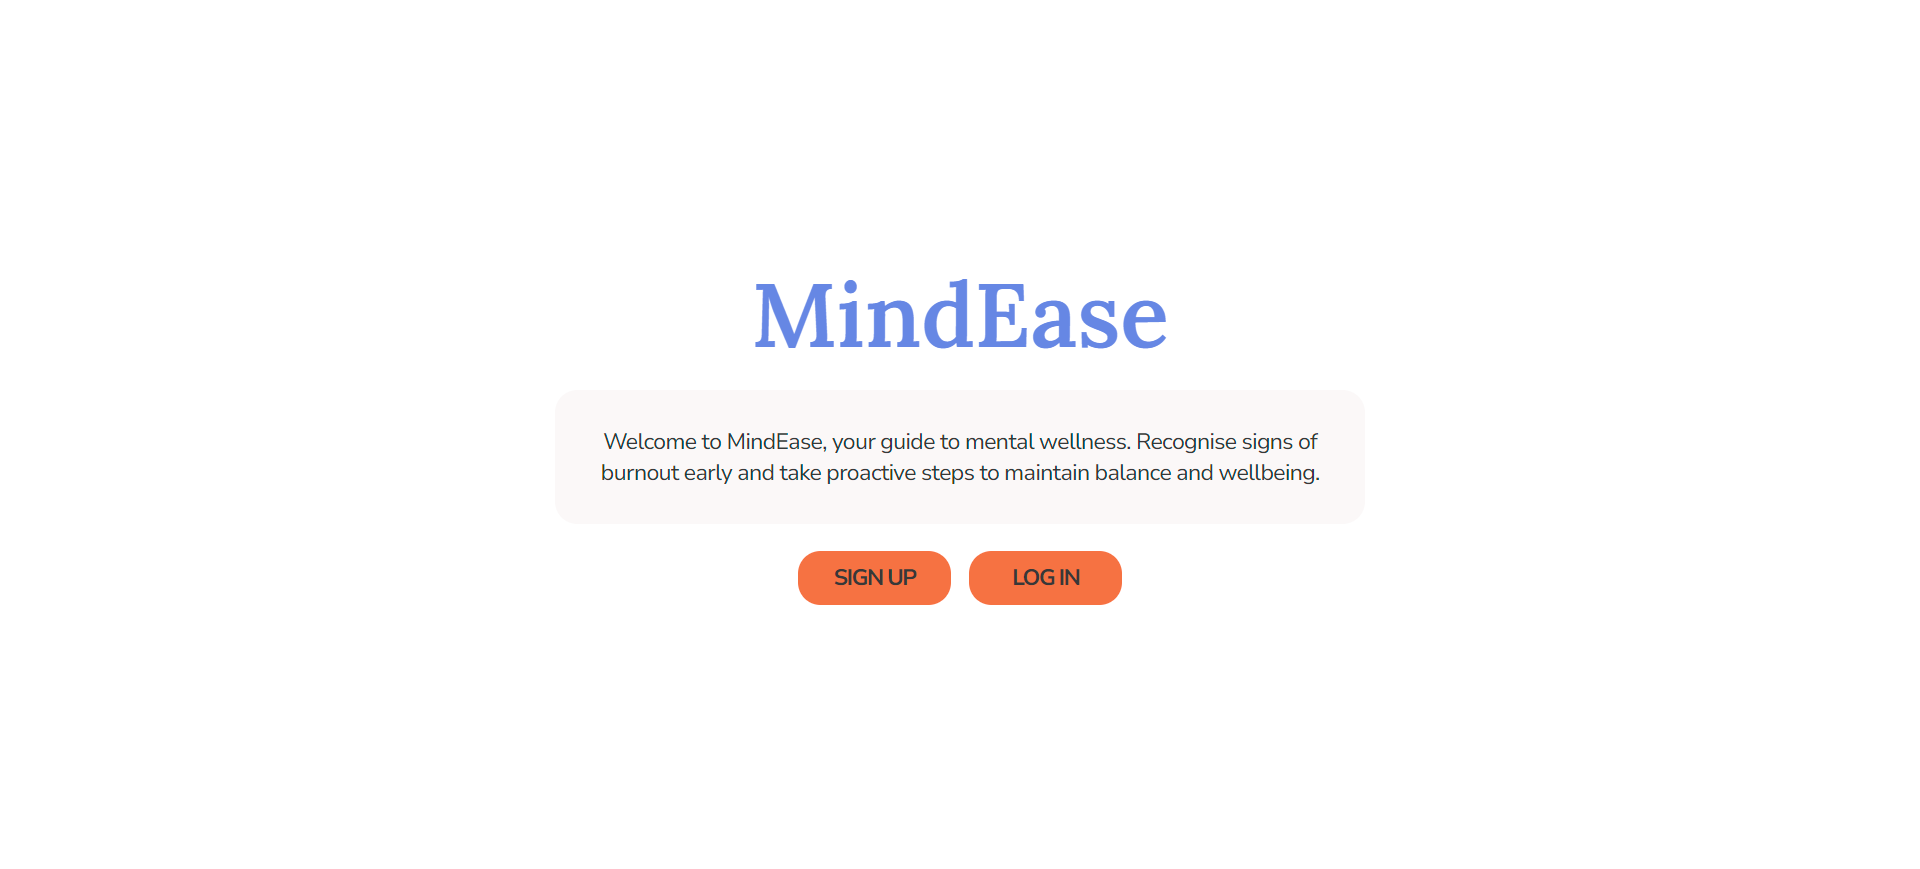 MindEase
Welcome to MindEase, your guide to mental wellness. Recognise signs of
burnout early and take proactive steps to maintain balance and wellbeing.
SIGN UP
LOG IN